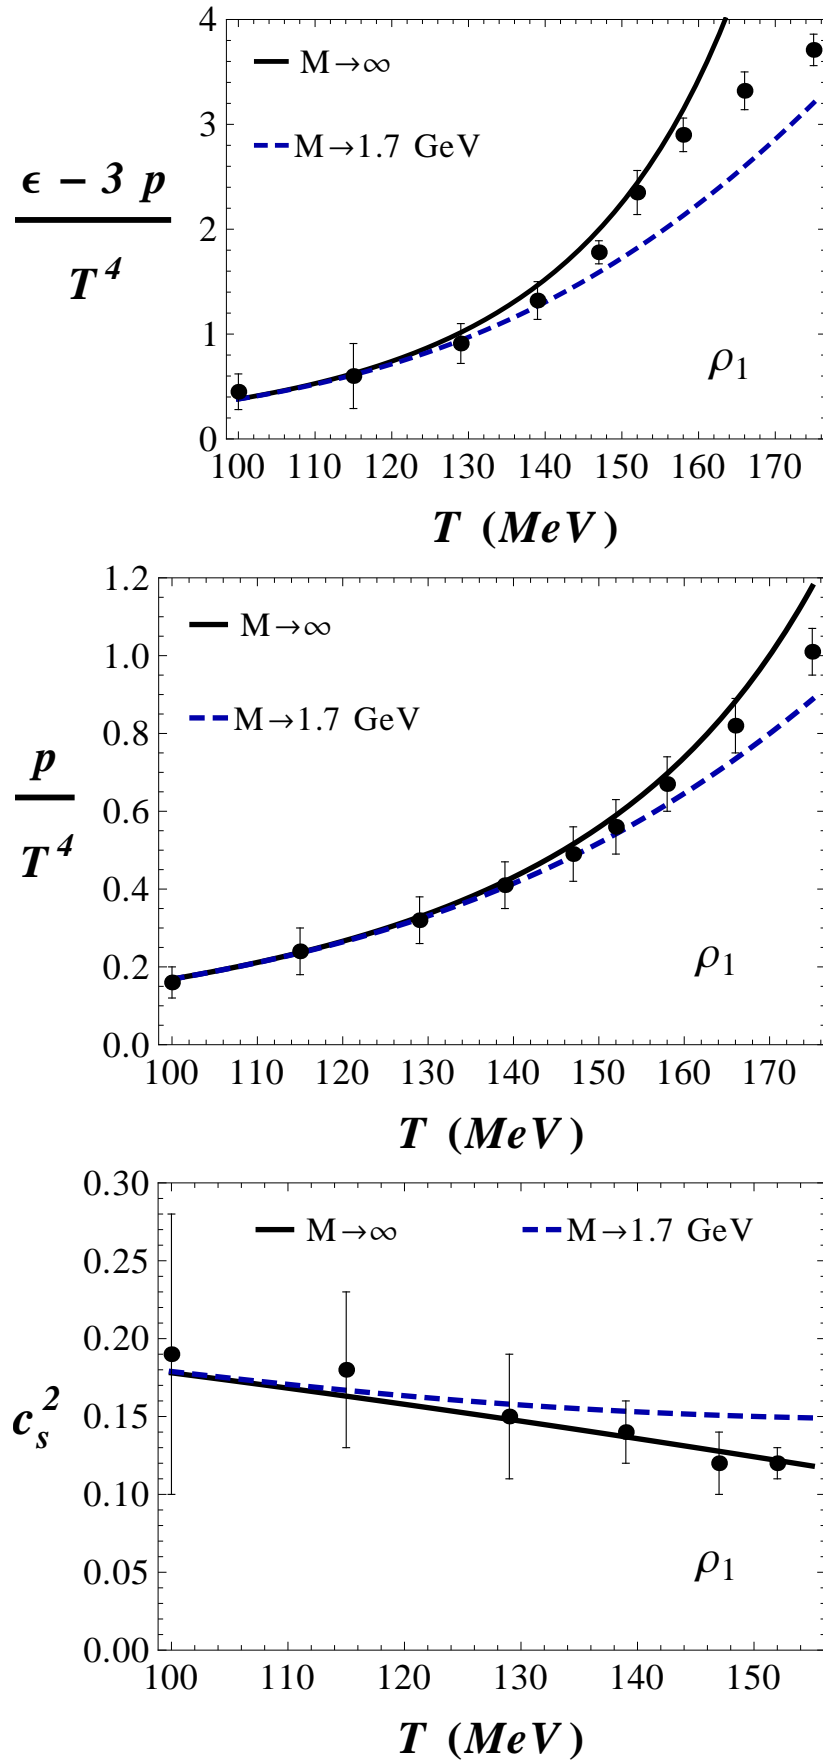 4
M→∞
3
M→1.7 GeV
ϵ − 3 p
T⁴
2
1
ρ₁
0
100 110 120 130 140 150 160 170
T (MeV)
1.2
M→∞
1.0
M→1.7 GeV
0.8
p
T⁴
0.6
0.4
0.2
ρ₁
0.0
100 110 120 130 140 150 160 170
T (MeV)
0.30
M→∞ M→1.7 GeV
0.25
0.20
cₛ²
0.15
0.10
0.05
ρ₁
0.00
100 110 120 130 140 150
T (MeV)